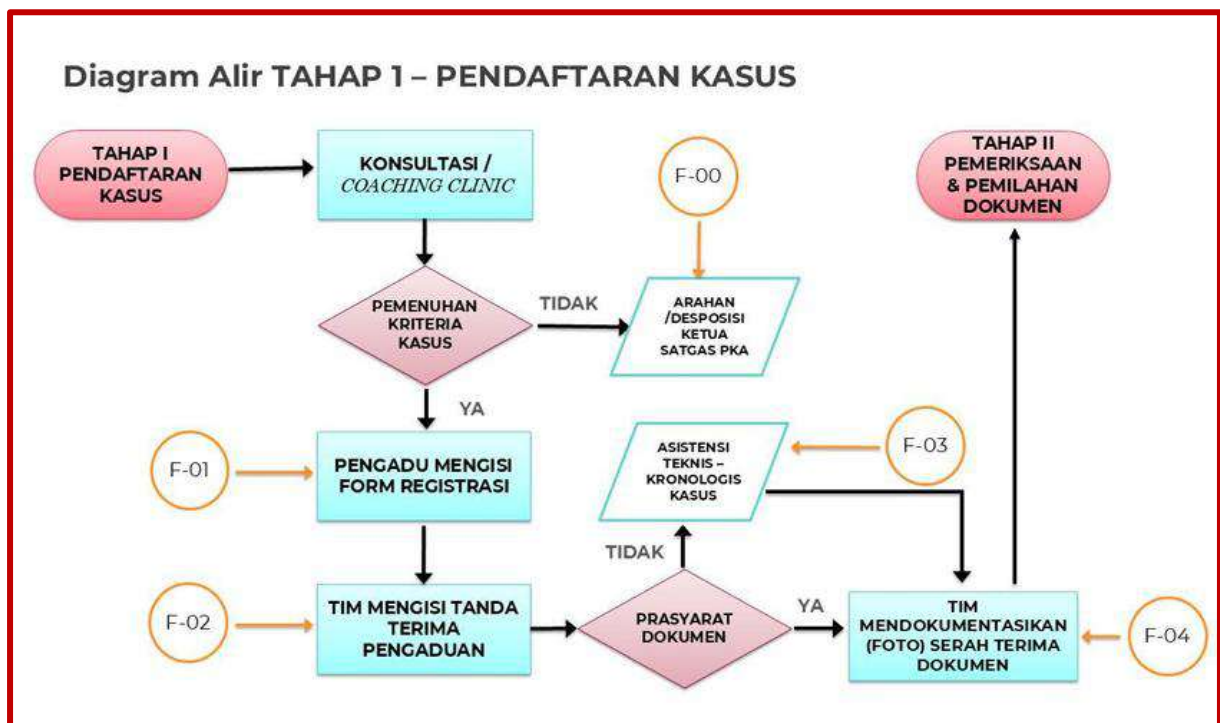 Diagram Alir TAHAP 1 – PENDAFTARAN KASUS
TAHAP I
PENDAFTARAN
KASUS
KONSULTASI /
COACHING CLINIC
F-00
TAHAP II
PEMERIKSAAN
& PEMILAHAN
DOKUMEN
PEMENUHAN
KRITERIA
KASUS
TIDAK
ARAHAN
/DESPOSISI
KETUA
SATGAS PKA
YA
F-01
PENGADU MENGISI
FORM REGISTRASI
ASISTENSI
TEKNIS –
KRONOLOGIS
KASUS
F-03
TIDAK
F-02
TIM MENGISI TANDA
TERIMA
PENGADUAN
PRASYARAT
DOKUMEN
YA
TIM
MENDOKUMENTASIKAN
(FOTO) SERAH TERIMA
DOKUMEN
F-04